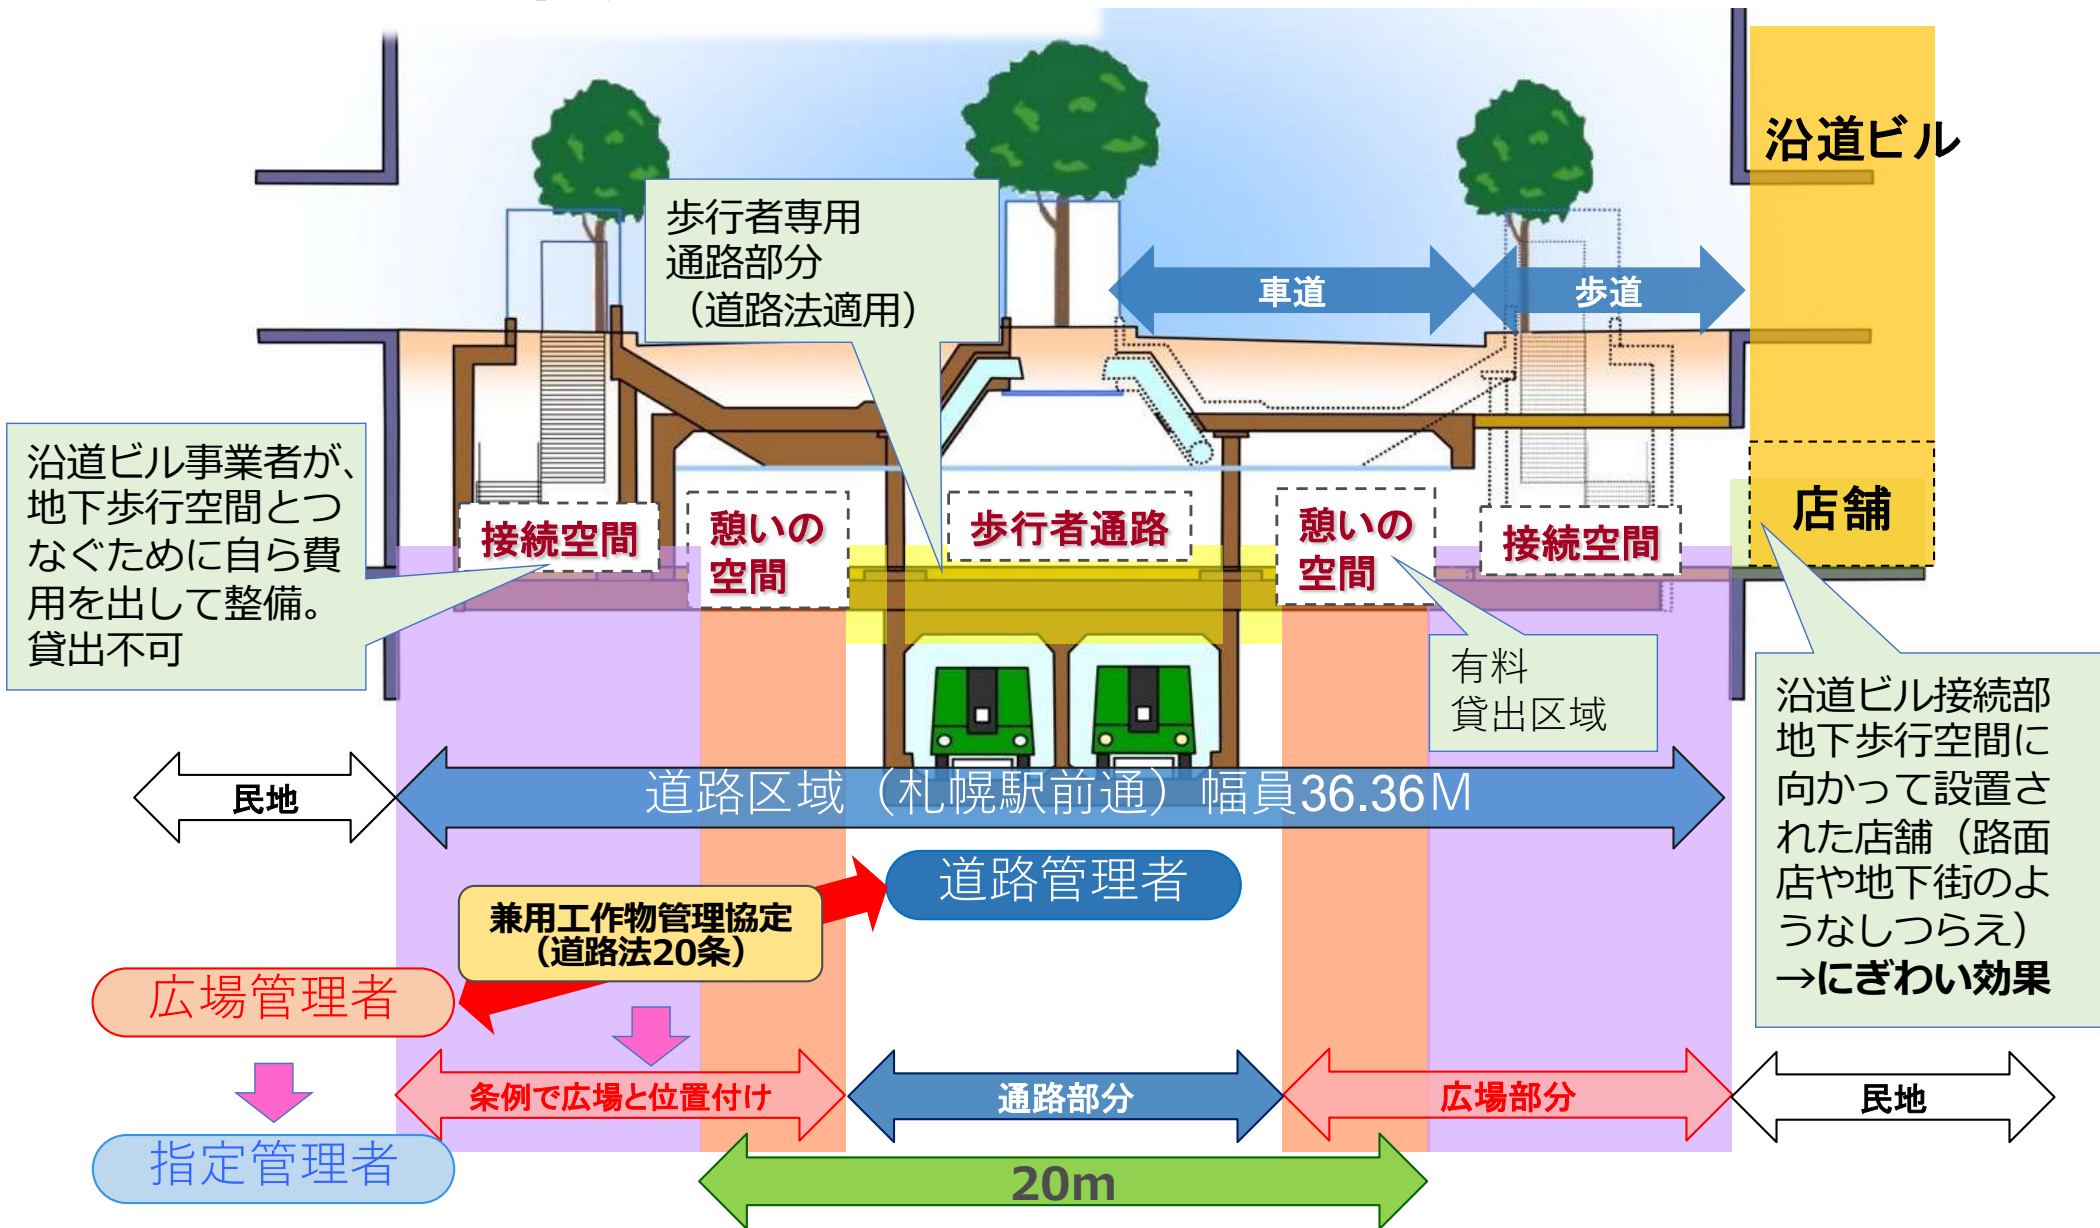 沿道ビル
歩行者専用
通路部分
（道路法適用）
車道
歩道
沿道ビル事業者が、
地下歩行空間とつ
なぐために自ら費
用を出して整備。
貸出不可
接続空間
憩いの
空間
歩行者通路
憩いの
空間
接続空間
店舗
有料
貸出区域
沿道ビル接続部
地下歩行空間に
向かって設置さ
れた店舗（路面
店や地下街のよ
うなしつらえ）
→にぎわい効果
民地
道路区域（札幌駅前通）幅員36.36M
道路管理者
兼用工作物管理協定
（道路法20条）
広場管理者
条例で広場と位置付け
通路部分
広場部分
民地
指定管理者
20m